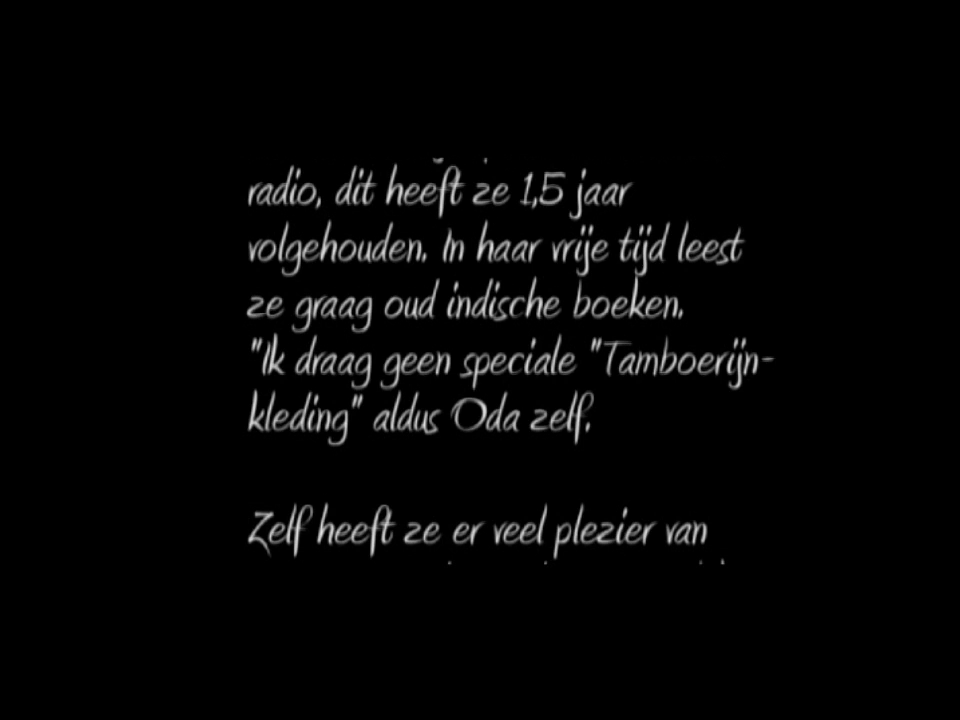 radio, dit heeft ze 1,5 jaar
volgehouden. In haar vrije tijd leest
ze graag oud indische boeken.
"Ik draag geen speciale "Tamboerijn-
kleding" aldus Oda zelf.
Zelf heeft ze er veel plezier van